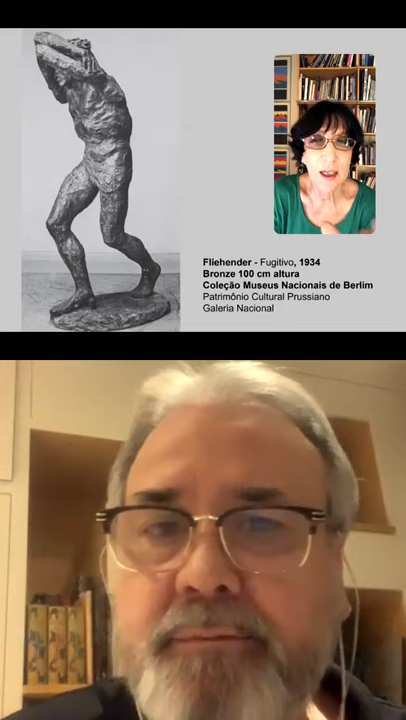 Fliehender - Fugitivo, 1934
Bronze 100 cm altura
Coleção Museus Nacionais de Berlim
Patrimônio Cultural Prussiano
Galeria Nacional